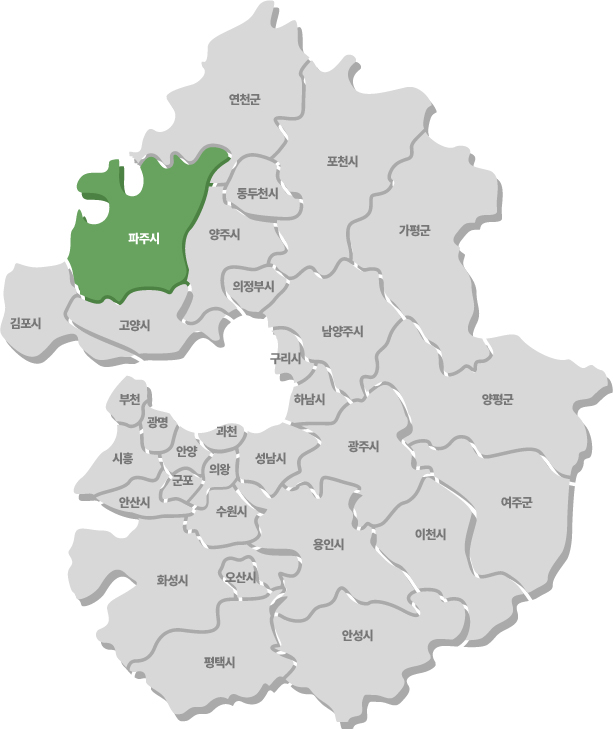 연천군
포천시
동두천시
가평군
파주시
양주시
의정부시
김포시
고양시
남양주시
구리시
부천
하남시
양평군
광명
과천
안양
광주시
시흥
의왕
성남시
군포
안산시
수원시
여주군
이천시
용인시
화성시
오산시
안성시
평택시